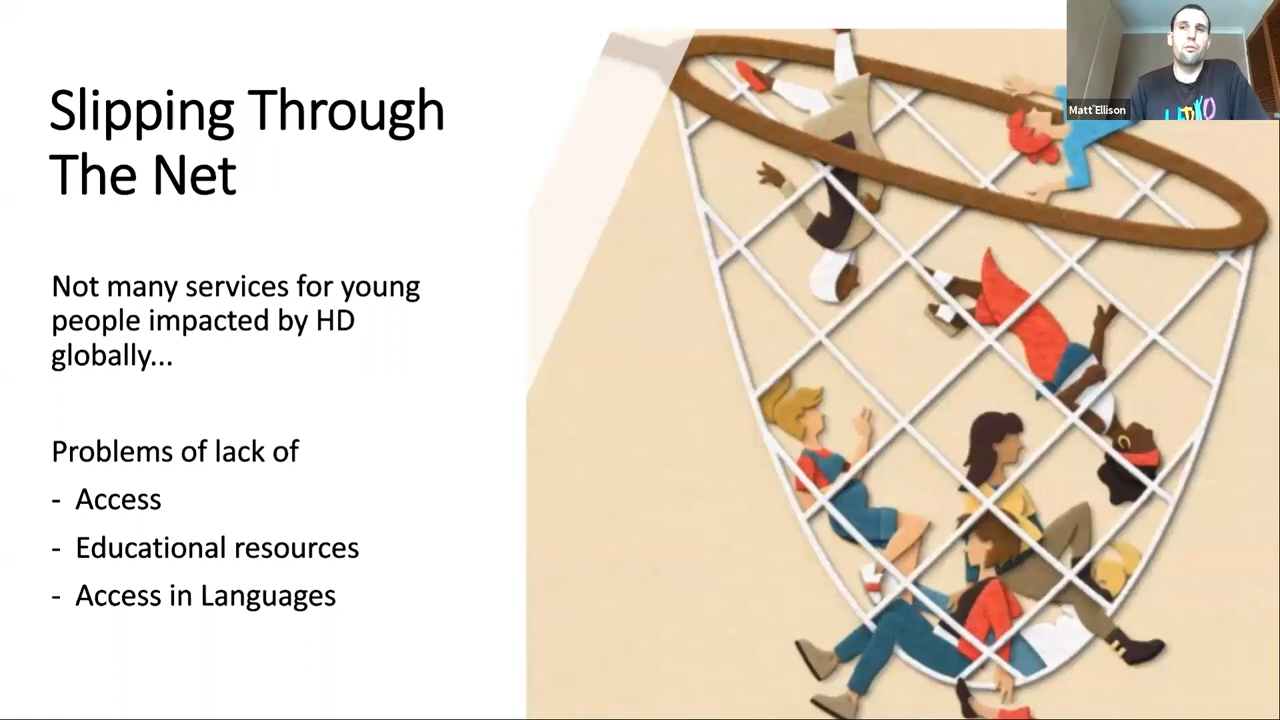 Slipping Through
The Net
Not many services for young
people impacted by HD
globally...
Problems of lack of
- Access
- Educational resources
- Access in Languages
Matt Ellison